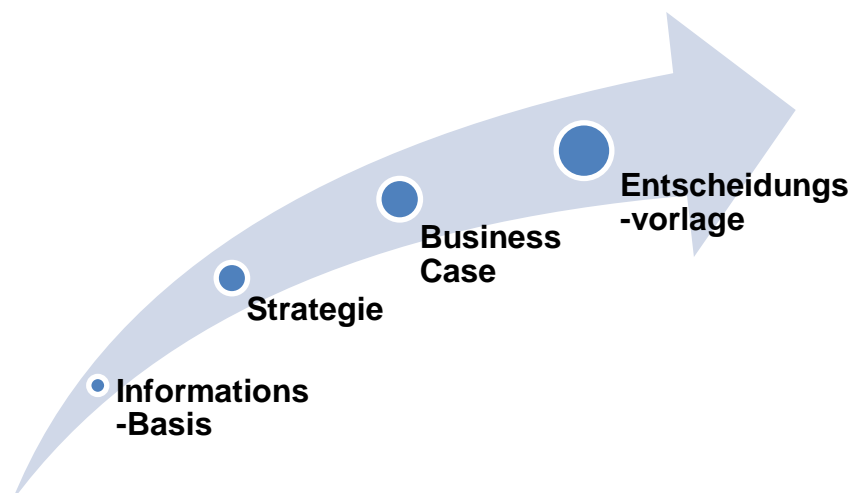 Informations
-Basis
Strategie
Business
Case
Entscheidungs
-vorlage